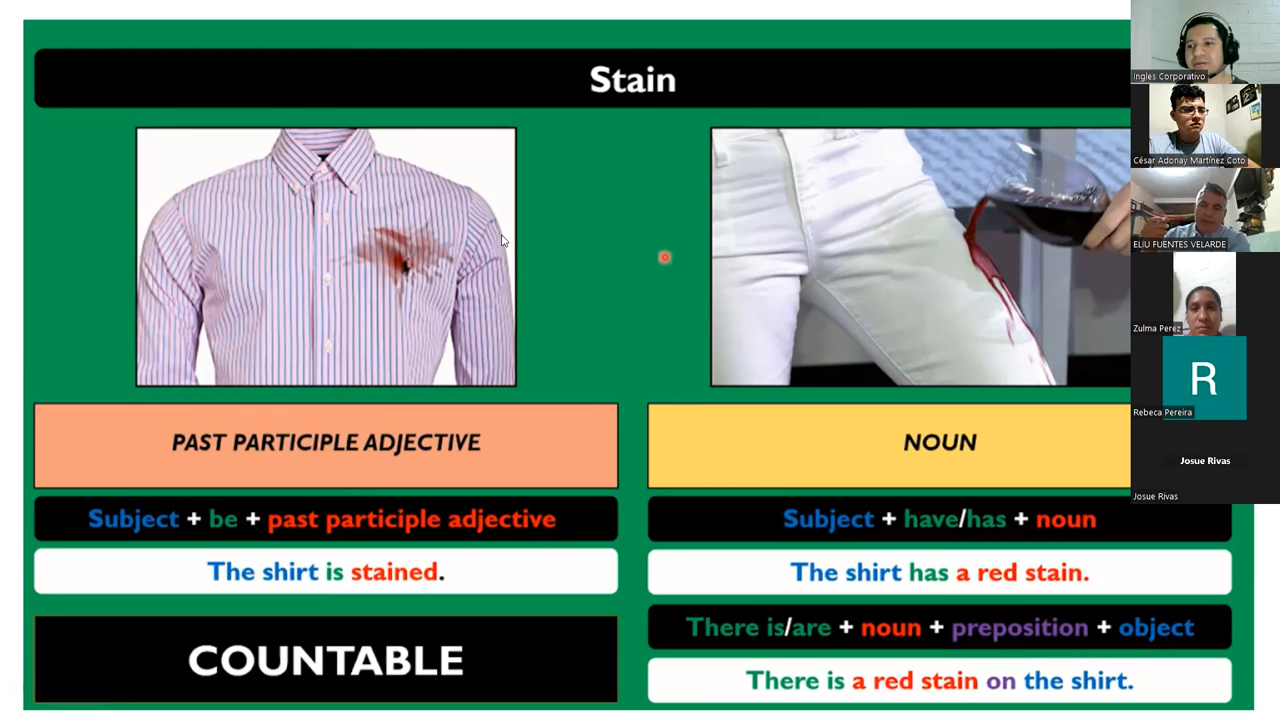 Stain
PAST PARTICIPLE ADJECTIVE
Subject + be + past participle adjective
The shirt is stained.
COUNTABLE
NOUN
Subject + have/has + noun
The shirt has a red stain.
There is/are + noun + preposition + object
There is a red stain on the shirt.
Ingles Corporativo
César Adonay Martínez Coto
ELIU FUENTES VELARDE
Zulma Perez
R
Rebeca Pereira
Josue Rivas
Josue Rivas